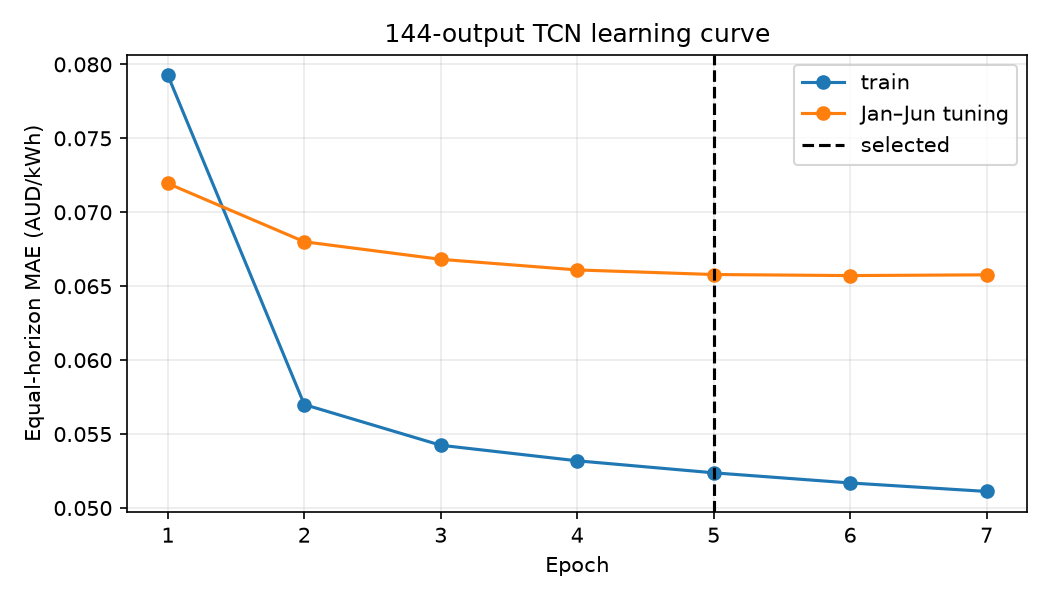 144-output TCN learning curve
Equal-horizon MAE (AUD/kWh)
0.080
0.075
0.070
0.065
0.060
0.055
0.050
train
Jan–Jun tuning
selected
1 2 3 4 5 6 7
Epoch